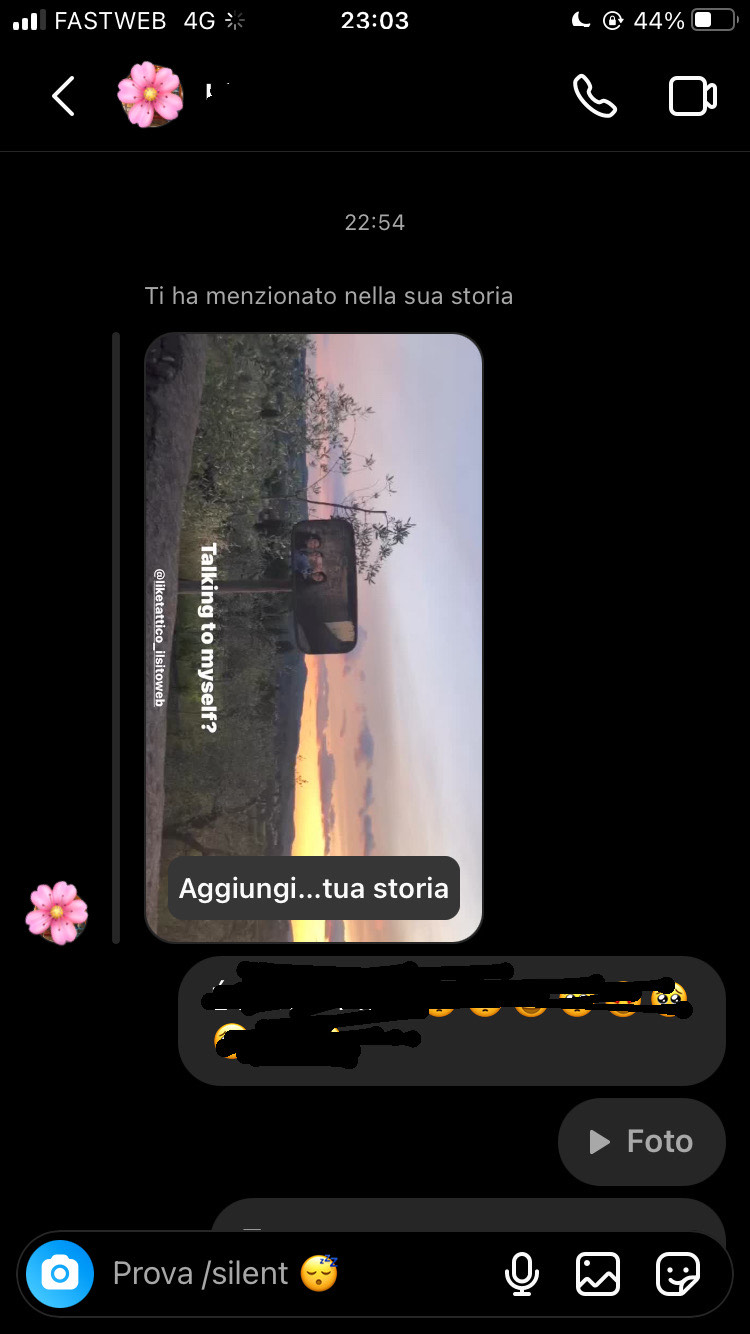 FASTWEB 4G 23:03 44%
22:54
Ti ha menzionato nella sua storia
Talking to myself?
@liketattico_ilsitoweb
Aggiungi...tua storia
Foto
Prova /silent 😴